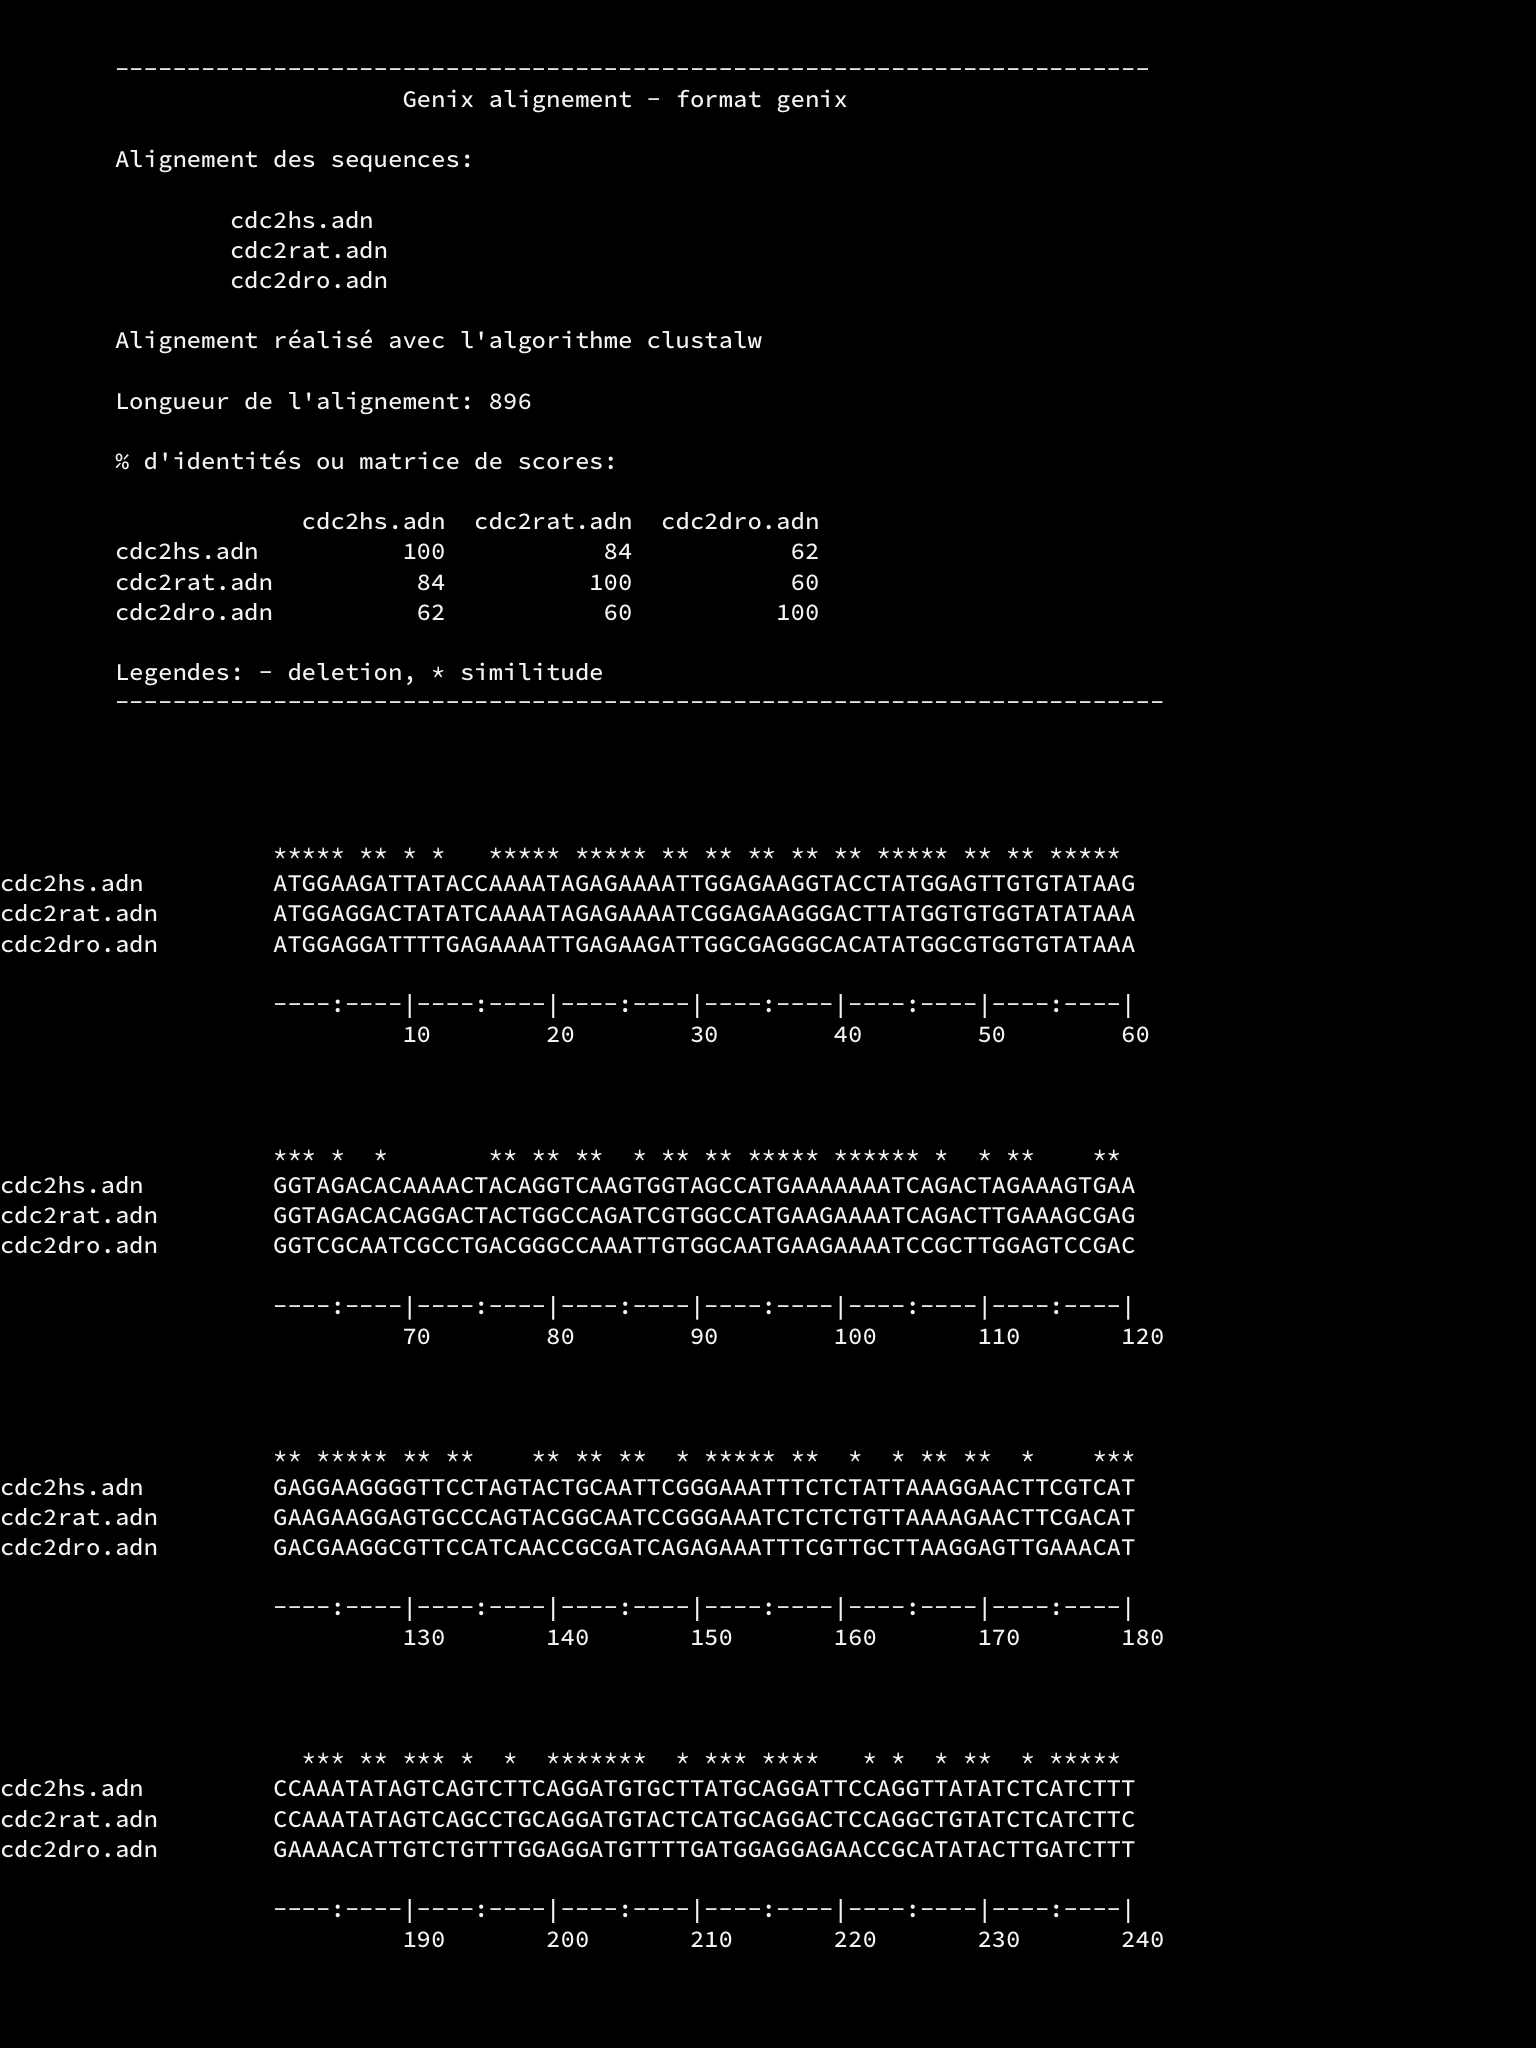 ------------------------------------------------------------------------
                    Genix alignement - format genix
Alignement des sequences:
        cdc2hs.adn
        cdc2rat.adn
        cdc2dro.adn
Alignement réalisé avec l'algorithme clustalw
Longueur de l'alignement: 896
% d'identités ou matrice de scores:
             cdc2hs.adn  cdc2rat.adn  cdc2dro.adn
cdc2hs.adn          100           84           62
cdc2rat.adn          84          100           60
cdc2dro.adn          62           60          100
Legendes: - deletion, * similitude
-------------------------------------------------------------------------
                   ***** ** * *   ***** ***** ** ** ** ** ** ***** ** ** *****
cdc2hs.adn         ATGGAAGATTATACCAAAATAGAGAAAATTGGAGAAGGTACCTATGGAGTTGTGTATAAG
cdc2rat.adn        ATGGAGGACTATATCAAAATAGAGAAAATCGGAGAAGGGACTTATGGTGTGGTATATAAA
cdc2dro.adn        ATGGAGGATTTTGAGAAAATTGAGAAGATTGGCGAGGGCACATATGGCGTGGTGTATAAA
                   ----:----|----:----|----:----|----:----|----:----|----:----|
                            10        20        30        40        50        60
                   *** *  *       ** ** **  * ** ** ***** ****** *  * **    **
cdc2hs.adn         GGTAGACACAAAACTACAGGTCAAGTGGTAGCCATGAAAAAAATCAGACTAGAAAGTGAA
cdc2rat.adn        GGTAGACACAGGACTACTGGCCAGATCGTGGCCATGAAGAAAATCAGACTTGAAAGCGAG
cdc2dro.adn        GGTCGCAATCGCCTGACGGGCCAAATTGTGGCAATGAAGAAAATCCGCTTGGAGTCCGAC
                   ----:----|----:----|----:----|----:----|----:----|----:----|
                            70        80        90        100       110       120
                   ** ***** ** **    ** ** **  * ***** **  *  * ** **  *    ***
cdc2hs.adn         GAGGAAGGGGTTCCTAGTACTGCAATTCGGGAAATTTCTCTATTAAAGGAACTTCGTCAT
cdc2rat.adn        GAAGAAGGAGTGCCCAGTACGGCAATCCGGGAAATCTCTCTGTTAAAAGAACTTCGACAT
cdc2dro.adn        GACGAAGGCGTTCCATCAACCGCGATCAGAGAAATTTCGTTGCTTAAGGAGTTGAAACAT
                   ----:----|----:----|----:----|----:----|----:----|----:----|
                            130       140       150       160       170       180
                     *** ** *** *  *  *******  * *** ****   * *  * **  * *****
cdc2hs.adn         CCAAATATAGTCAGTCTTCAGGATGTGCTTATGCAGGATTCCAGGTTATATCTCATCTTT
cdc2rat.adn        CCAAATATAGTCAGCCTGCAGGATGTACTCATGCAGGACTCCAGGCTGTATCTCATCTTC
cdc2dro.adn        GAAAACATTGTCTGTTTGGAGGATGTTTTGATGGAGGAGAACCGCATATACTTGATCTTT
                   ----:----|----:----|----:----|----:----|----:----|----:----|
                            190       200       210       220       230       240